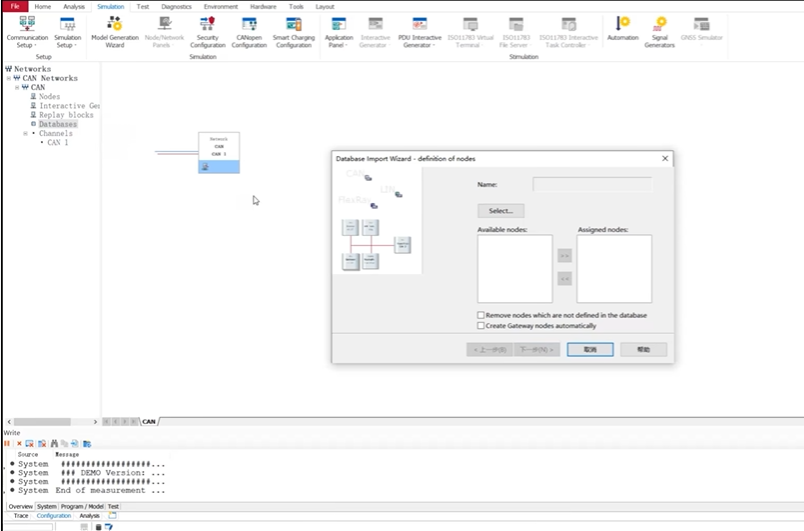 File Home Analysis Simulation Test Diagnostics Environment Hardware Tools Layout
Communication Setup Simulation Setup Model Generation Wizard Node/Network Panels Security Configuration CANopen Configuration Smart Charging Configuration Application Panel Interactive Generator PDU Interactive Generator ISO11783 Virtual Terminal ISO11783 File Server ISO11783 Interactive Task Controller Automation Signal Generators GNSS Simulator
Setup Simulation Stimulation
Networks
CAN Networks
CAN
Nodes
Interactive Ge
Replay blocks
Databases
Channels
CAN 1
Network
CAN
CAN 1
Database Import Wizard - definition of nodes
CAN
LIN
FlexRay
Name:
Select...
Available nodes: Assigned nodes:
>>
<<
Remove nodes which are not defined in the database
Create Gateway nodes automatically
< 上一步(B) 下一步(N) > 取消 帮助
CAN
Write
Source Message
System ##################...
System ### DEMO Version: ...
System ##################...
System End of measurement ...
Overview System Program / Model Test
Trace Configuration Analysis